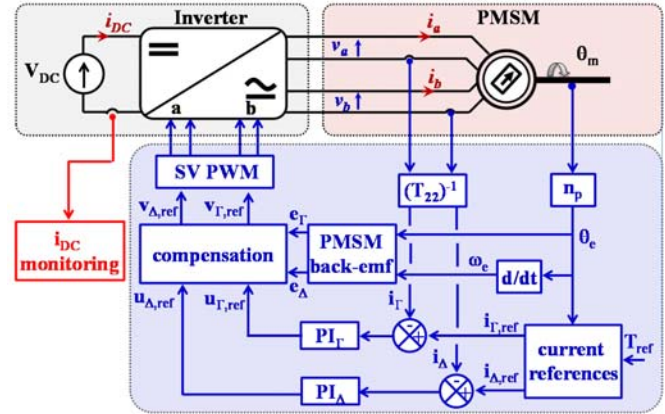 Inverter
PMSM
i_DC
i_a
v_a
θ_m
V_DC
i_b
v_b
a
b
SV PWM
(T_22)^-1
n_p
v_Δ,ref
v_Γ,ref
e_Γ
θ_e
i_DC
monitoring
compensation
PMSM
back-emf
ω_e
d/dt
e_Δ
u_Δ,ref
u_Γ,ref
i_Γ
PI_Γ
- +
i_Γ,ref
T_ref
current
references
i_Δ
i_Δ,ref
PI_Δ
- +